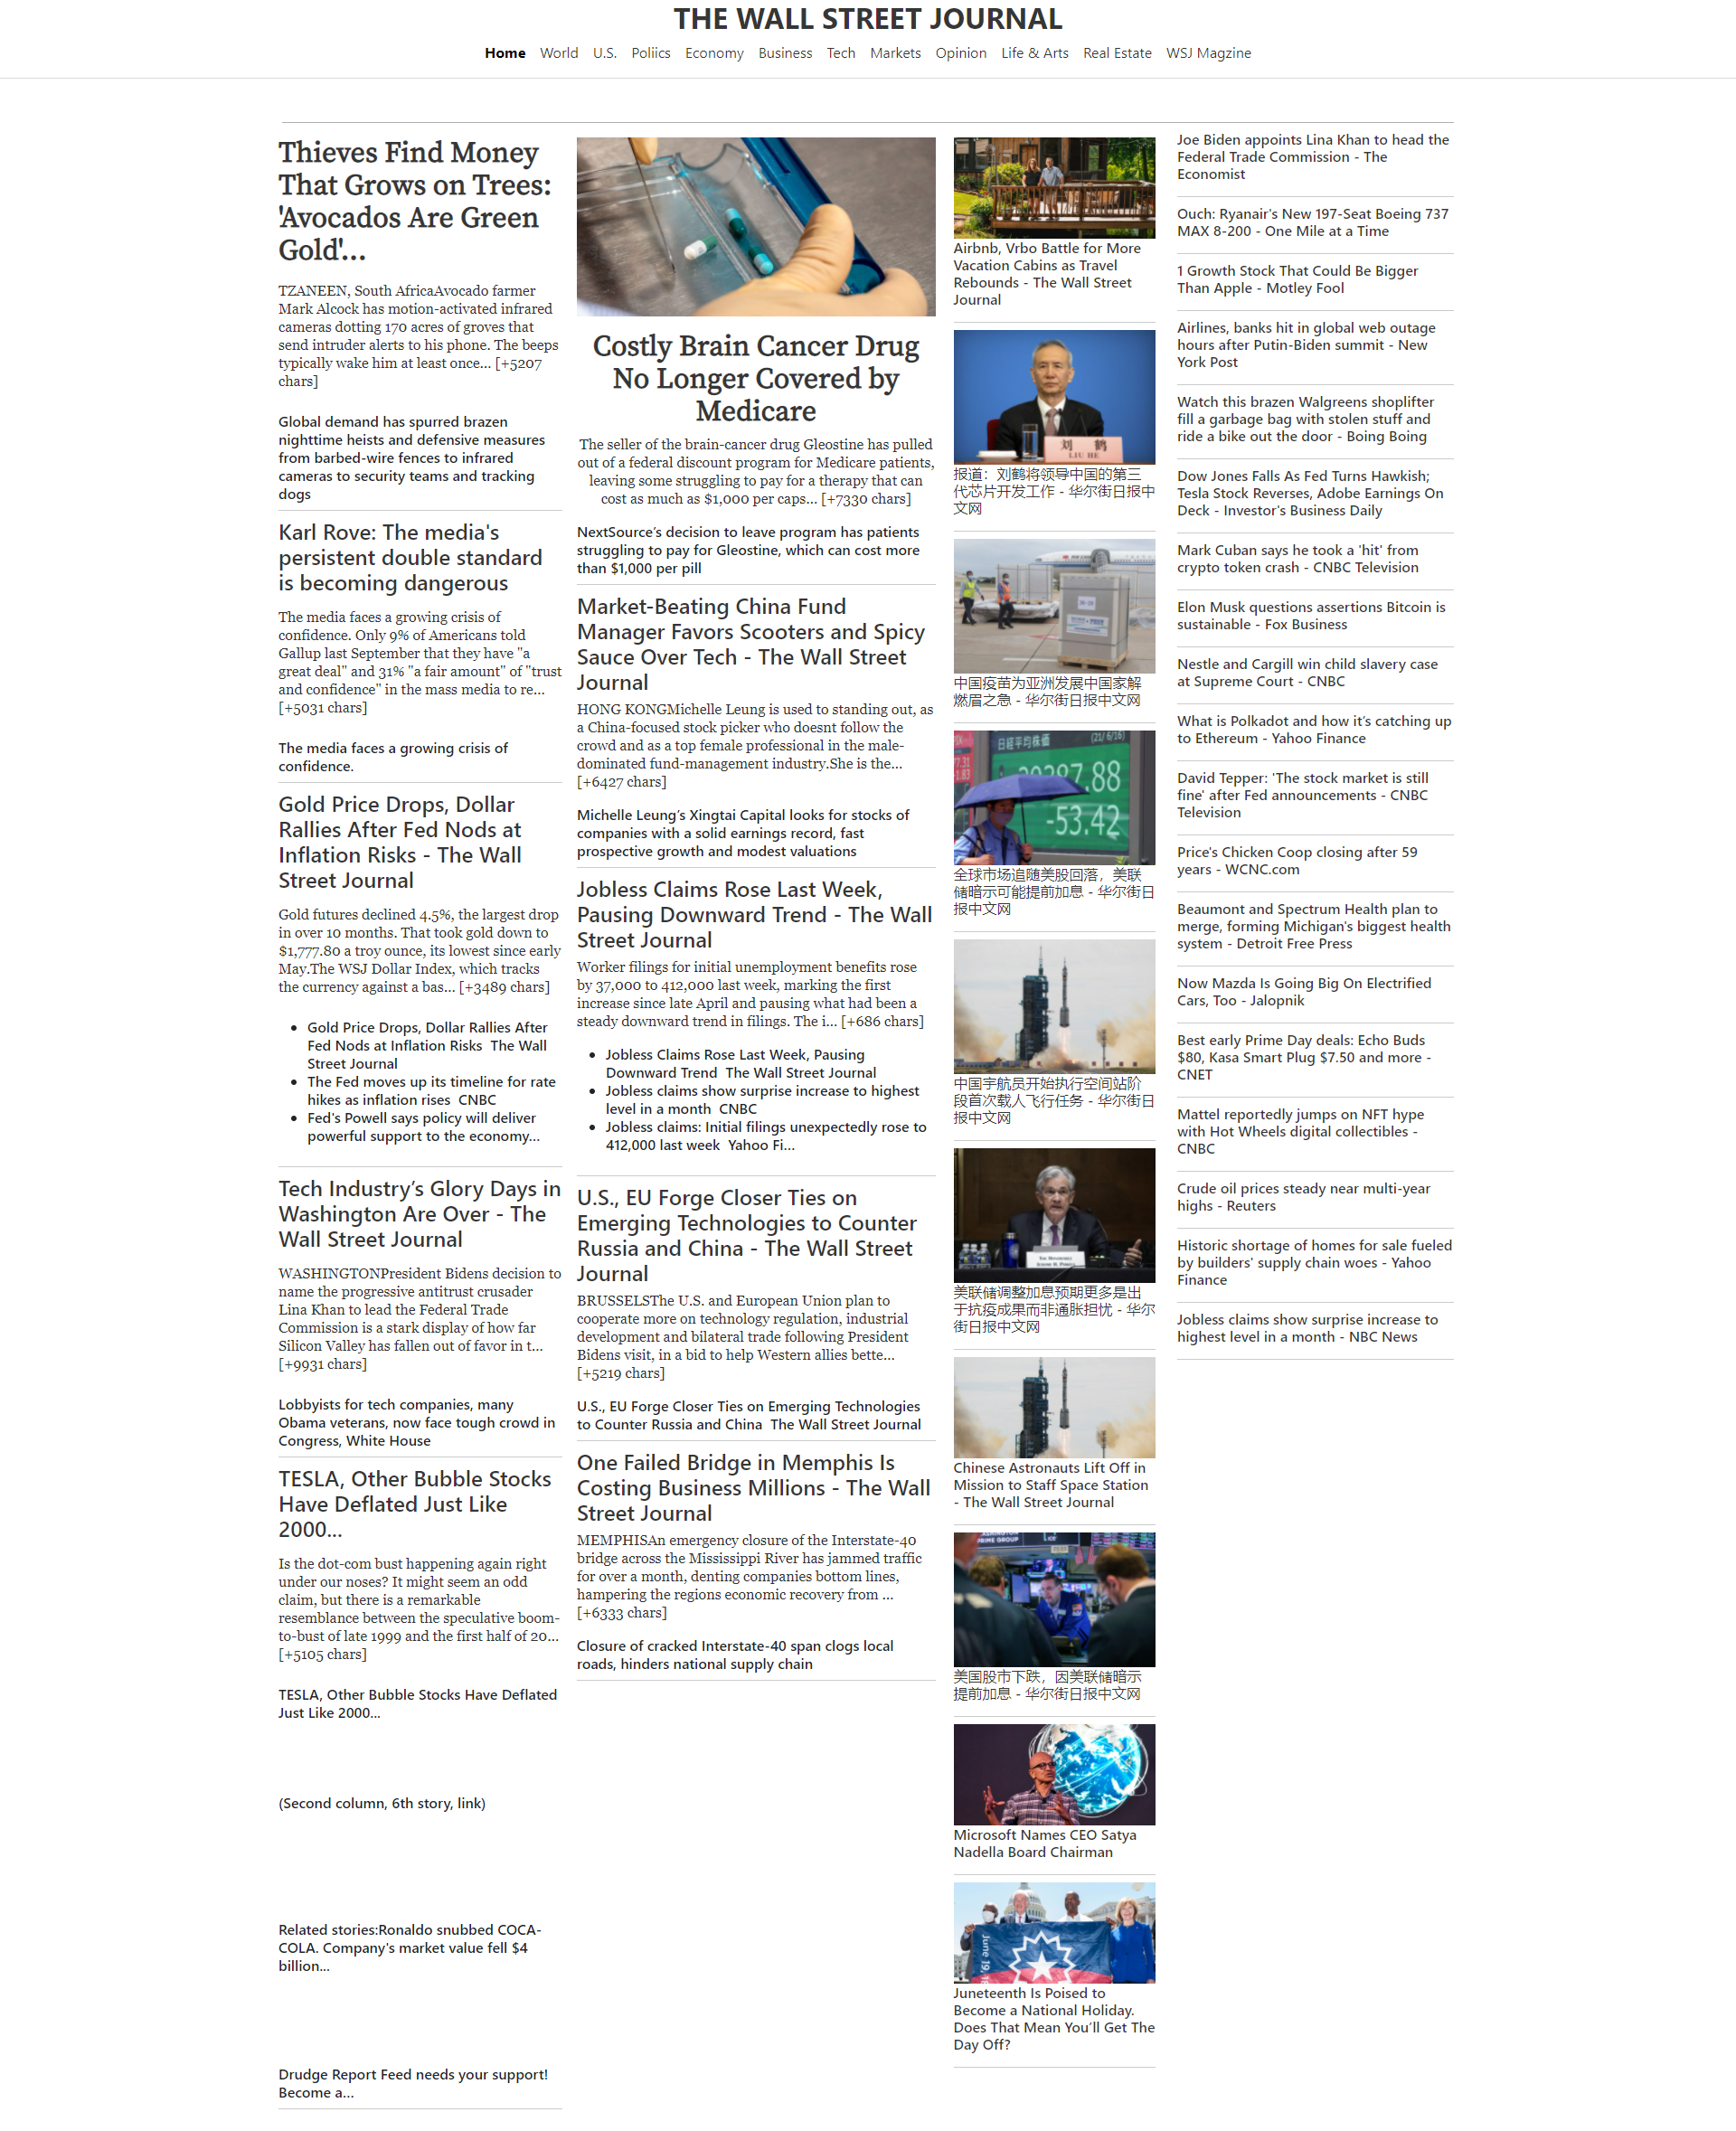 THE WALL STREET JOURNAL
Home World U.S. Poliics Economy Business Tech Markets Opinion Life & Arts Real Estate WSJ Magzine
Thieves Find Money
That Grows on Trees:
'Avocados Are Green
Gold'...
TZANEEN, South AfricaAvocado farmer
Mark Alcock has motion-activated infrared
cameras dotting 170 acres of groves that
send intruder alerts to his phone. The beeps
typically wake him at least once... [+5207
chars]
Global demand has spurred brazen
nighttime heists and defensive measures
from barbed-wire fences to infrared
cameras to security teams and tracking
dogs
Karl Rove: The media's
persistent double standard
is becoming dangerous
The media faces a growing crisis of
confidence. Only 9% of Americans told
Gallup last September that they have "a
great deal" and 31% "a fair amount" of "trust
and confidence" in the mass media to re...
[+5031 chars]
The media faces a growing crisis of
confidence.
Gold Price Drops, Dollar
Rallies After Fed Nods at
Inflation Risks - The Wall
Street Journal
Gold futures declined 4.5%, the largest drop
in over 10 months. That took gold down to
$1,777.80 a troy ounce, its lowest since early
May.The WSJ Dollar Index, which tracks
the currency against a bas... [+3489 chars]
• Gold Price Drops, Dollar Rallies After
Fed Nods at Inflation Risks  The Wall
Street Journal
• The Fed moves up its timeline for rate
hikes as inflation rises  CNBC
• Fed's Powell says policy will deliver
powerful support to the economy...
Tech Industry’s Glory Days in
Washington Are Over - The
Wall Street Journal
WASHINGTONPresident Bidens decision to
name the progressive antitrust crusader
Lina Khan to lead the Federal Trade
Commission is a stark display of how far
Silicon Valley has fallen out of favor in t...
[+9931 chars]
Lobbyists for tech companies, many
Obama veterans, now face tough crowd in
Congress, White House
TESLA, Other Bubble Stocks
Have Deflated Just Like
2000...
Is the dot-com bust happening again right
under our noses? It might seem an odd
claim, but there is a remarkable
resemblance between the speculative boom-
to-bust of late 1999 and the first half of 20...
[+5105 chars]
TESLA, Other Bubble Stocks Have Deflated
Just Like 2000...
(Second column, 6th story, link)
Related stories:Ronaldo snubbed COCA-
COLA. Company's market value fell $4
billion...
Drudge Report Feed needs your support!
Become a...
Costly Brain Cancer Drug
No Longer Covered by
Medicare
The seller of the brain-cancer drug Gleostine has pulled
out of a federal discount program for Medicare patients,
leaving some struggling to pay for a therapy that can
cost as much as $1,000 per caps... [+7330 chars]
NextSource’s decision to leave program has patients
struggling to pay for Gleostine, which can cost more
than $1,000 per pill
Market-Beating China Fund
Manager Favors Scooters and Spicy
Sauce Over Tech - The Wall Street
Journal
HONG KONGMichelle Leung is used to standing out, as
a China-focused stock picker who doesnt follow the
crowd and as a top female professional in the male-
dominated fund-management industry.She is the...
[+6427 chars]
Michelle Leung’s Xingtai Capital looks for stocks of
companies with a solid earnings record, fast
prospective growth and modest valuations
Jobless Claims Rose Last Week,
Pausing Downward Trend - The Wall
Street Journal
Worker filings for initial unemployment benefits rose
by 37,000 to 412,000 last week, marking the first
increase since late April and pausing what had been a
steady downward trend in filings. The i... [+686 chars]
• Jobless Claims Rose Last Week, Pausing
Downward Trend  The Wall Street Journal
• Jobless claims show surprise increase to highest
level in a month  CNBC
• Jobless claims: Initial filings unexpectedly rose to
412,000 last week  Yahoo Fi...
U.S., EU Forge Closer Ties on
Emerging Technologies to Counter
Russia and China - The Wall Street
Journal
BRUSSELSThe U.S. and European Union plan to
cooperate more on technology regulation, industrial
development and bilateral trade following President
Bidens visit, in a bid to help Western allies bette...
[+5219 chars]
U.S., EU Forge Closer Ties on Emerging Technologies
to Counter Russia and China  The Wall Street Journal
One Failed Bridge in Memphis Is
Costing Business Millions - The Wall
Street Journal
MEMPHISAn emergency closure of the Interstate-40
bridge across the Mississippi River has jammed traffic
for over a month, denting companies bottom lines,
hampering the regions economic recovery from ...
[+6333 chars]
Closure of cracked Interstate-40 span clogs local
roads, hinders national supply chain
Airbnb, Vrbo Battle for More
Vacation Cabins as Travel
Rebounds - The Wall Street
Journal
刘 鹤
LIU HE
报道：刘鹤将领导中国的第三
代芯片开发工作 - 华尔街日报中
文网
中国疫苗为亚洲发展中国家解
燃眉之急 - 华尔街日报中文网
日経平均株価 (21/6/16)
77.31
-1.83
-53.42
全球市场追随美股回落，美联
储暗示可能提前加息 - 华尔街日
报中文网
中国宇航员开始执行空间站阶
段首次载人飞行任务 - 华尔街日
报中文网
美联储调整加息预期更多是出
于抗疫成果而非通胀担忧 - 华尔
街日报中文网
Chinese Astronauts Lift Off in
Mission to Staff Space Station
- The Wall Street Journal
PRIME GROUP
美国股市下跌，因美联储暗示
提前加息 - 华尔街日报中文网
Microsoft Names CEO Satya
Nadella Board Chairman
June 19, 18
Juneteenth Is Poised to
Become a National Holiday.
Does That Mean You’ll Get The
Day Off?
Joe Biden appoints Lina Khan to head the
Federal Trade Commission - The
Economist
Ouch: Ryanair’s New 197-Seat Boeing 737
MAX 8-200 - One Mile at a Time
1 Growth Stock That Could Be Bigger
Than Apple - Motley Fool
Airlines, banks hit in global web outage
hours after Putin-Biden summit - New
York Post
Watch this brazen Walgreens shoplifter
fill a garbage bag with stolen stuff and
ride a bike out the door - Boing Boing
Dow Jones Falls As Fed Turns Hawkish;
Tesla Stock Reverses, Adobe Earnings On
Deck - Investor's Business Daily
Mark Cuban says he took a 'hit' from
crypto token crash - CNBC Television
Elon Musk questions assertions Bitcoin is
sustainable - Fox Business
Nestle and Cargill win child slavery case
at Supreme Court - CNBC
What is Polkadot and how it’s catching up
to Ethereum - Yahoo Finance
David Tepper: 'The stock market is still
fine' after Fed announcements - CNBC
Television
Price's Chicken Coop closing after 59
years - WCNC.com
Beaumont and Spectrum Health plan to
merge, forming Michigan's biggest health
system - Detroit Free Press
Now Mazda Is Going Big On Electrified
Cars, Too - Jalopnik
Best early Prime Day deals: Echo Buds
$80, Kasa Smart Plug $7.50 and more -
CNET
Mattel reportedly jumps on NFT hype
with Hot Wheels digital collectibles -
CNBC
Crude oil prices steady near multi-year
highs - Reuters
Historic shortage of homes for sale fueled
by builders' supply chain woes - Yahoo
Finance
Jobless claims show surprise increase to
highest level in a month - NBC News